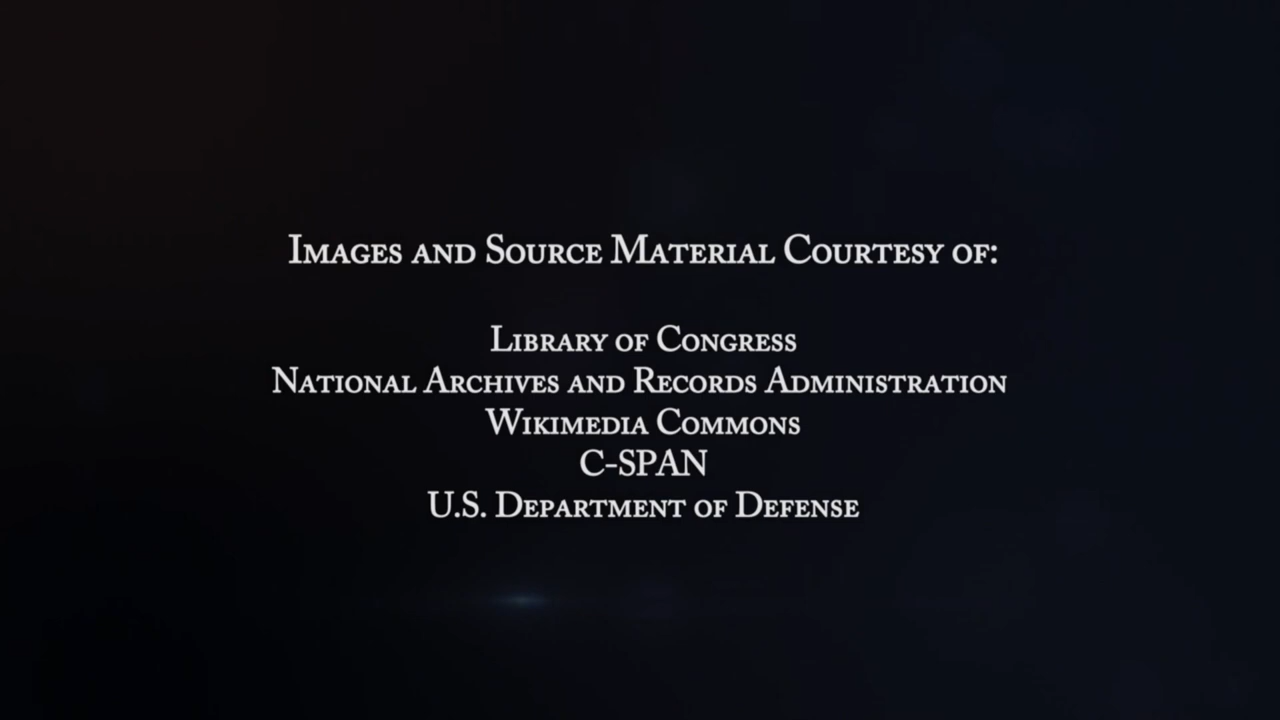 Images and Source Material Courtesy of:
Library of Congress
National Archives and Records Administration
Wikimedia Commons
C-SPAN
U.S. Department of Defense